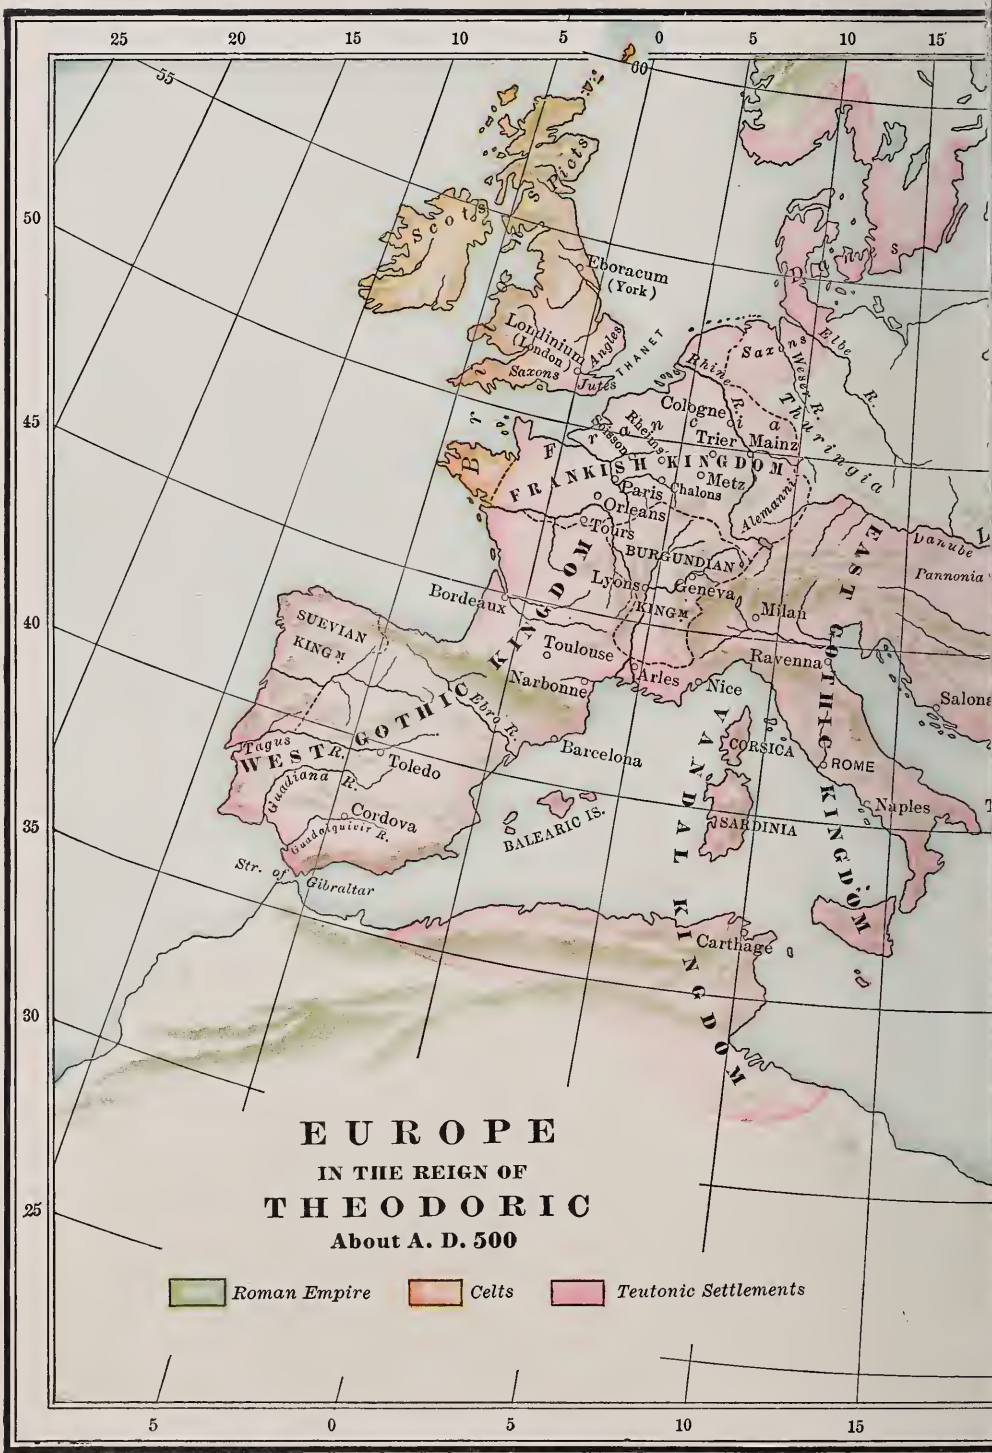 25 20 15 10 5 0 5 10 15
55
60
50
45
40
35
30
25
Picts
Scots
Eboracum
(York)
Londinium
(London)
Angles
Saxons
Jutes
THANET
Br
Danes
Saxons
Elbe
R.
Weser R.
Thuringia
Rhine R.
Cologne
Francia
Soissons
Rheims
Trier
Mainz
FRANKISH KINGDOM
Metz
Paris
Chalons
Orleans
Tours
Alemanni
BURGUNDIAN
KINGM
Lyons
Geneva
Danube
Pannonia
EAST GOTHIC KINGDOM
Milan
Bordeaux
Toulouse
Narbonne
Arles
Nice
Ravenna
Salona
SUEVIAN
KINGM
WEST GOTHIC KINGDOM
Ebro R.
Barcelona
Tagus R.
Toledo
Guadiana R.
Cordova
Guadalquivir R.
Str. of Gibraltar
BALEARIC IS.
CORSICA
SARDINIA
ROME
Naples
VANDAL KINGDOM
Carthage
EUROPE
IN THE REIGN OF
THEODORIC
About A. D. 500
Roman Empire
Celts
Teutonic Settlements
5 0 5 10 15